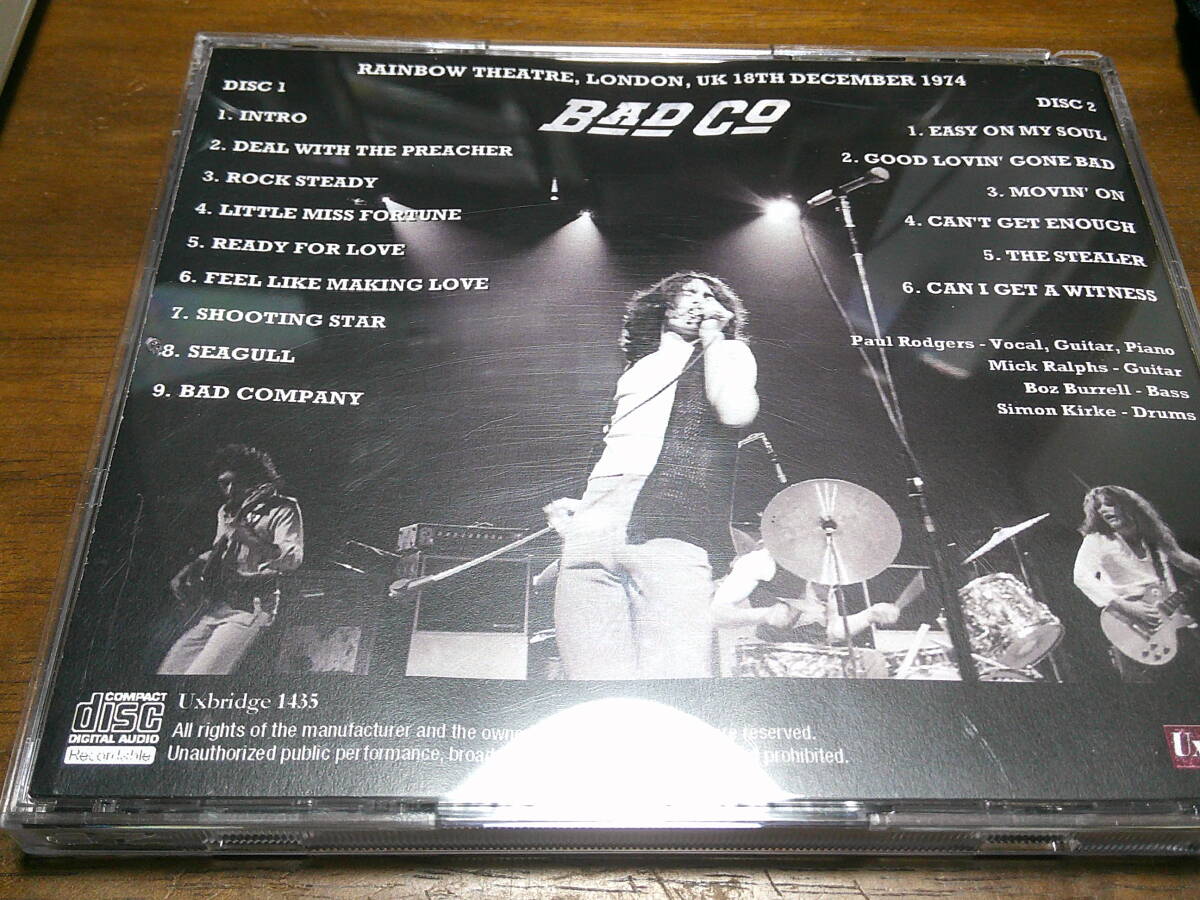 RAINBOW THEATRE, LONDON, UK 18TH DECEMBER 1974
BAD CO
DISC 1
1. INTRO
2. DEAL WITH THE PREACHER
3. ROCK STEADY
4. LITTLE MISS FORTUNE
5. READY FOR LOVE
6. FEEL LIKE MAKING LOVE
7. SHOOTING STAR
8. SEAGULL
9. BAD COMPANY
DISC 2
1. EASY ON MY SOUL
2. GOOD LOVIN' GONE BAD
3. MOVIN' ON
4. CAN'T GET ENOUGH
5. THE STEALER
6. CAN I GET A WITNESS
Paul Rodgers - Vocal, Guitar, Piano
Mick Ralphs - Guitar
Boz Burrell - Bass
Simon Kirke - Drums
COMPACT
disc
DIGITAL AUDIO
Recordable
Uxbridge 1435
All rights of the manufacturer and the reserved.
Unauthorized public performance, prohibited.